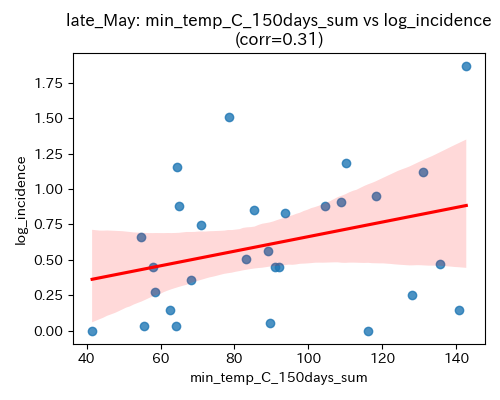 late_May: min_temp_C_150days_sum vs log_incidence
(corr=0.31)
log_incidence
1.75
1.50
1.25
1.00
0.75
0.50
0.25
0.00
40 60 80 100 120 140
min_temp_C_150days_sum